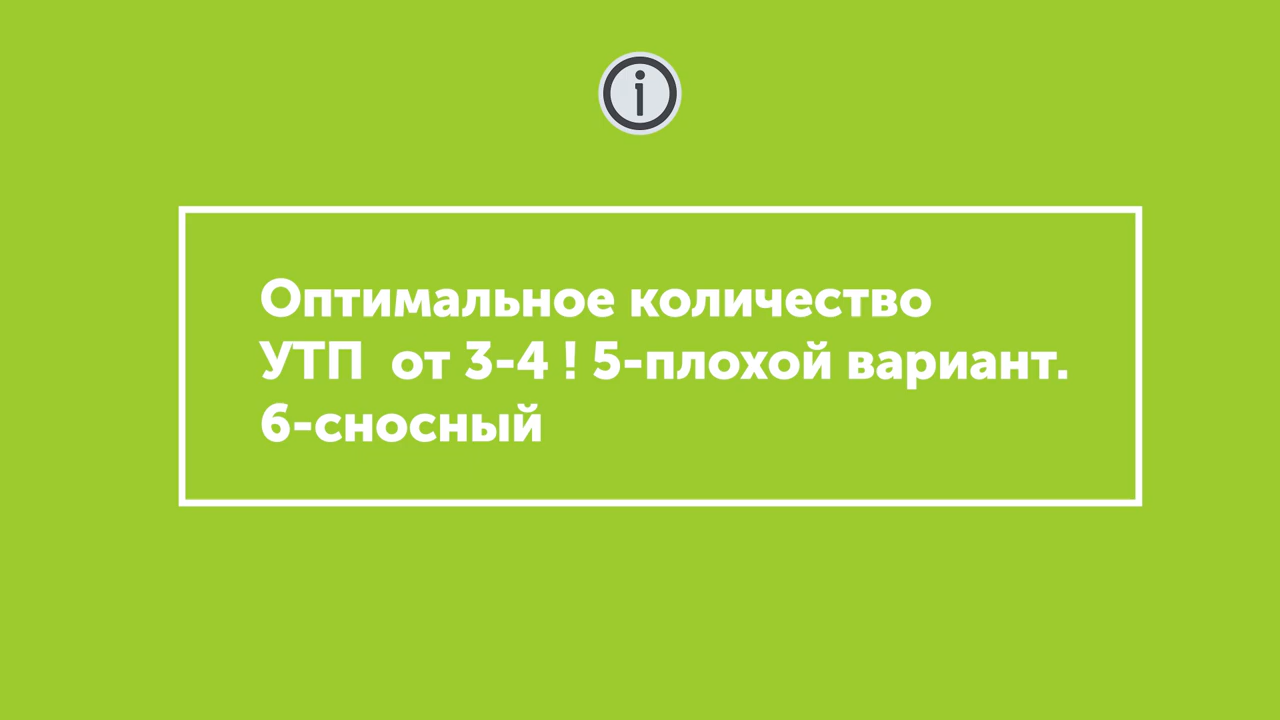 Оптимальное количество
УТП  от 3-4 ! 5-плохой вариант.
6-сносный